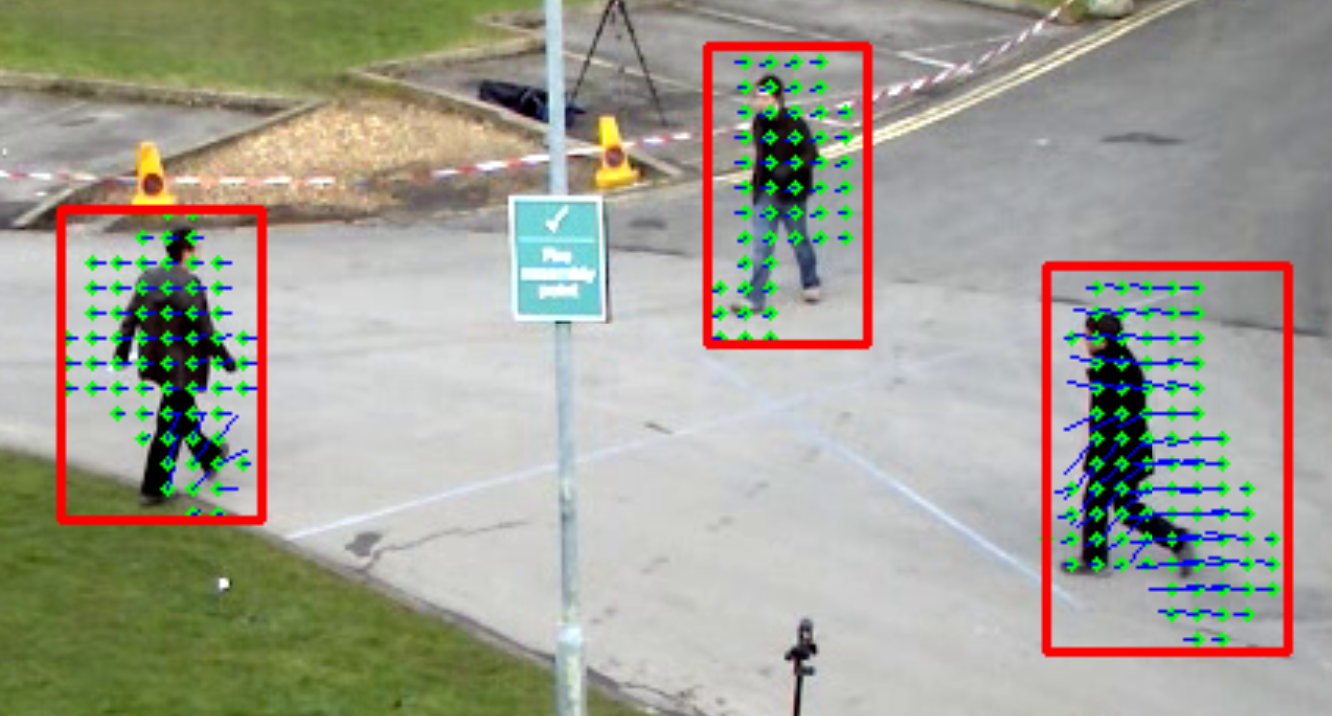 Fire
assembly
point